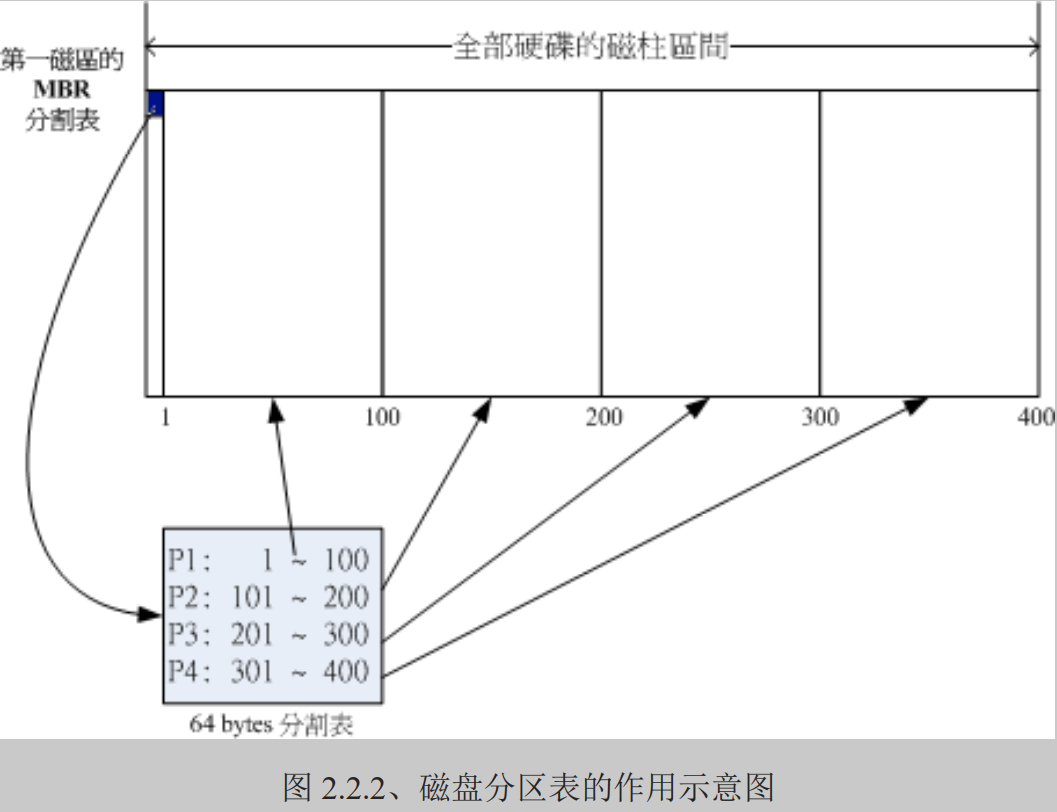 全部硬碟的磁柱區間
第一磁區的
MBR
分割表
1
100
200
300
400
P1: 1 ~ 100
P2: 101 ~ 200
P3: 201 ~ 300
P4: 301 ~ 400
64 bytes 分割表
图 2.2.2、磁盘分区表的作用示意图